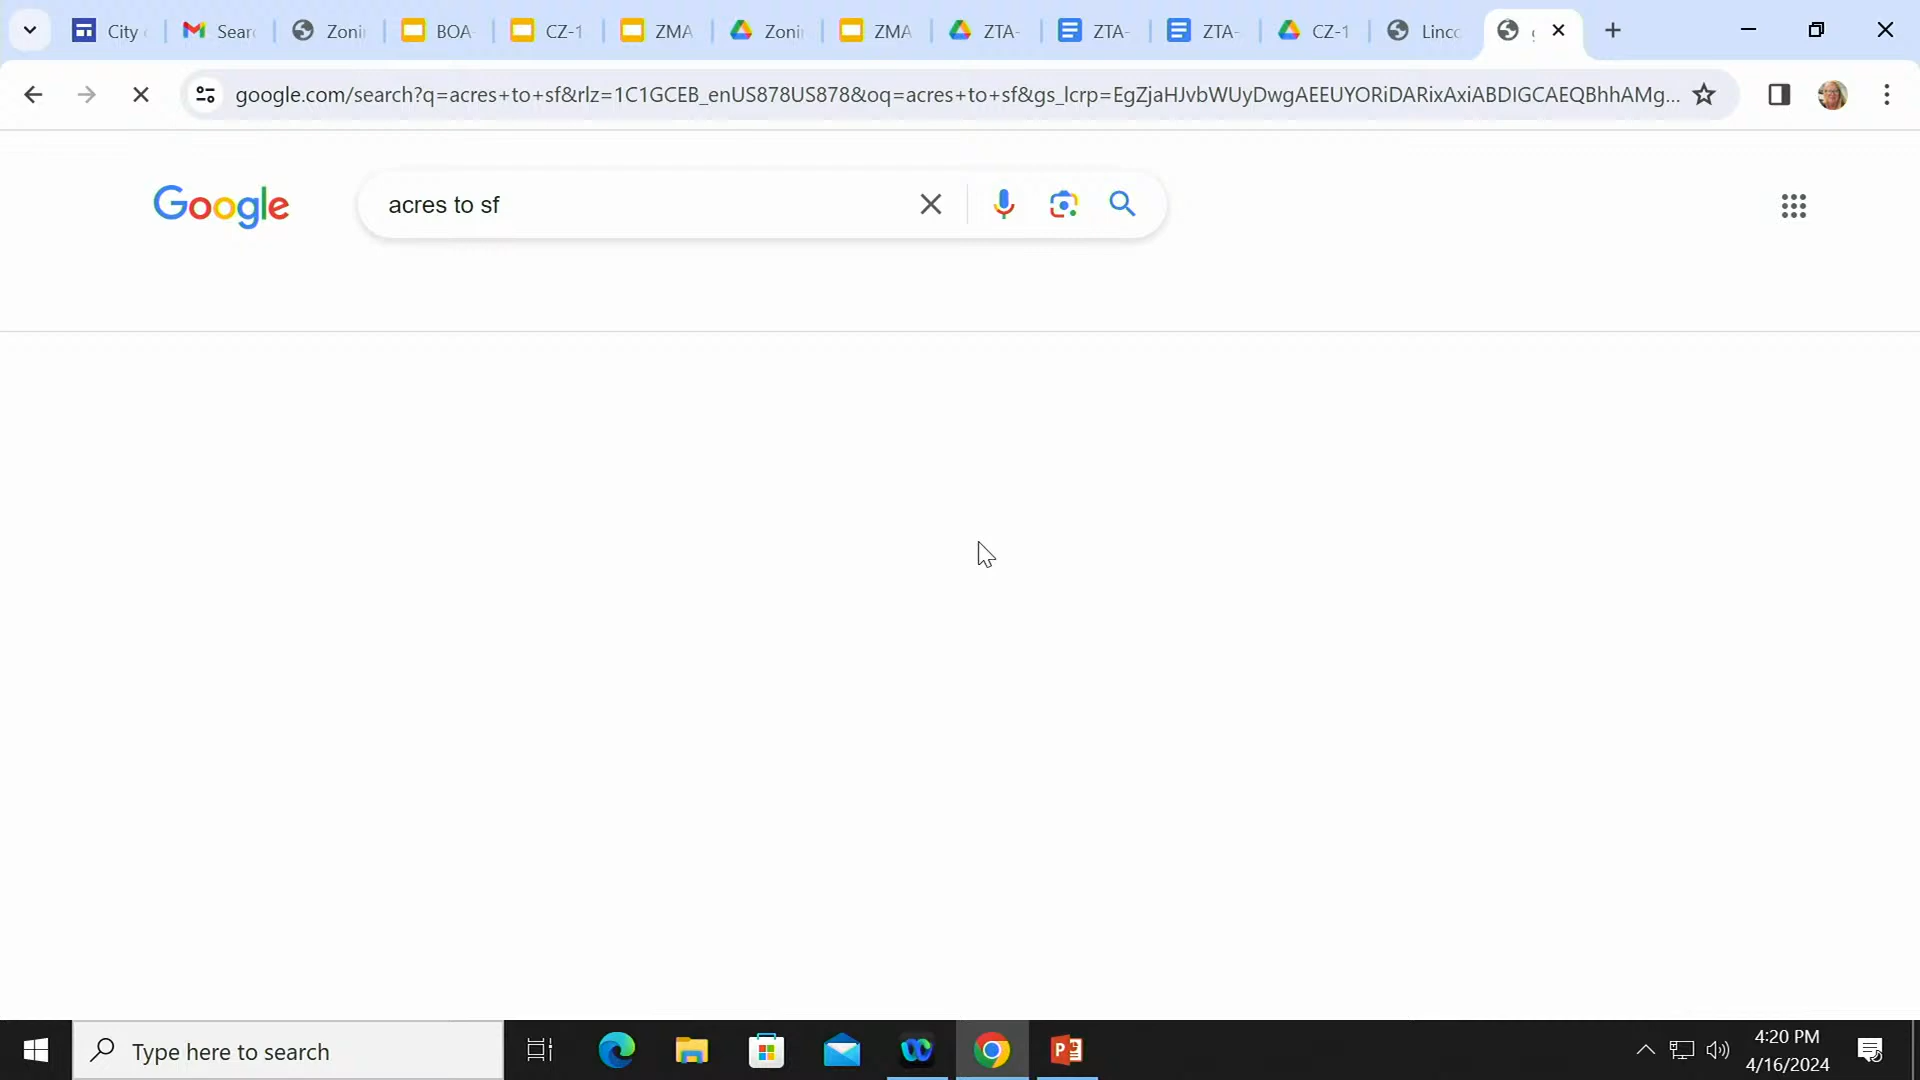 City
Sear
Zoni
BOA-
CZ-1
ZMA
Zoni
ZMA
ZTA-
ZTA-
ZTA-
CZ-1
Linco
google.com/search?q=acres+to+sf&rlz=1C1GCEB_enUS878US878&oq=acres+to+sf&gs_lcrp=EgZjaHJvbWUyDwgAEEUYORiDARixAxiABDIGCAEQBhhAMg...
Google
acres to sf
Type here to search
4:20 PM
4/16/2024